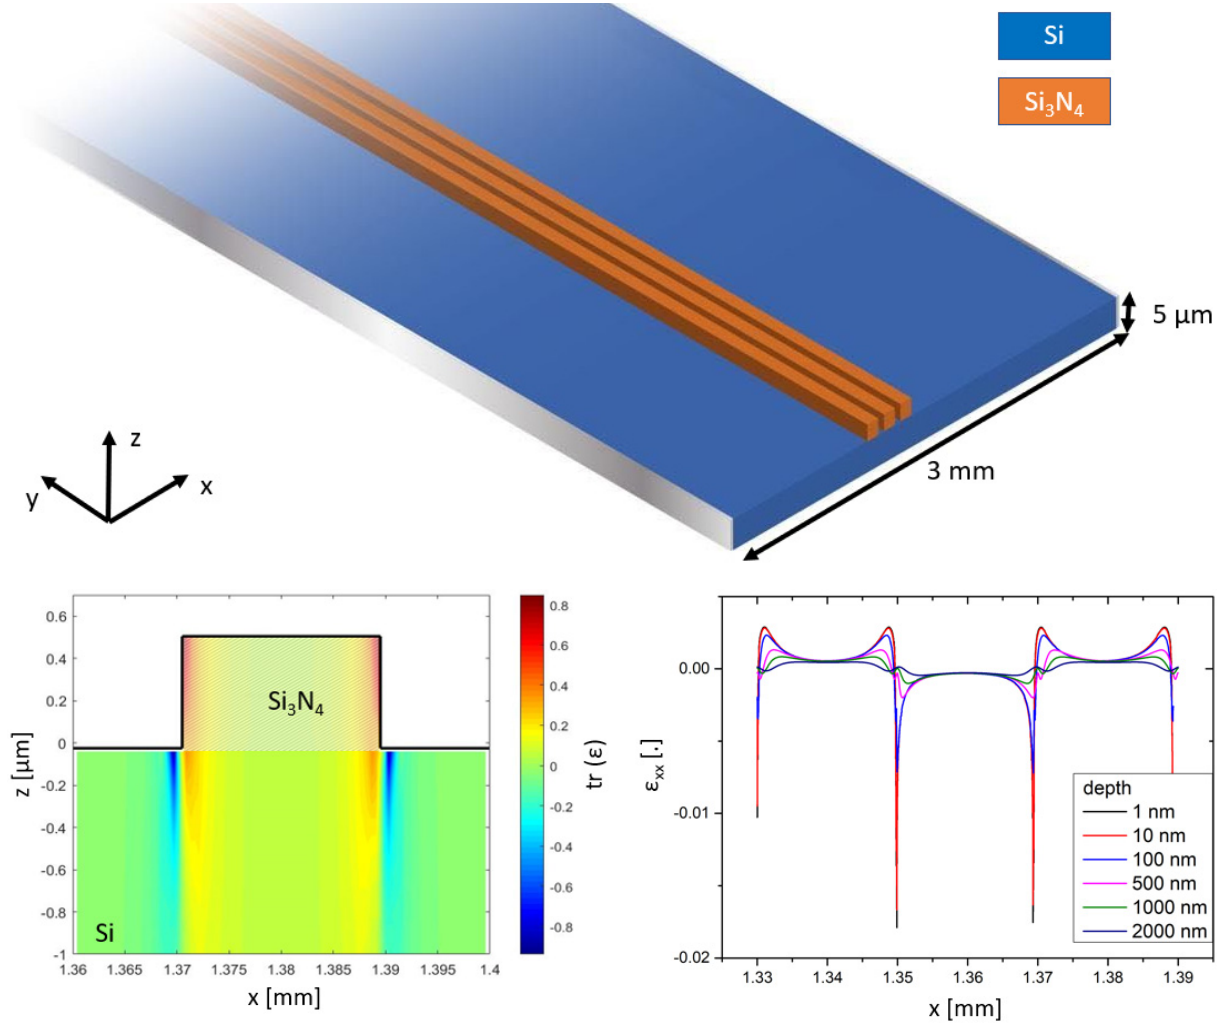 Si
Si₃N₄
5 µm
3 mm
z
y
x
0.6
0.4
0.2
0
-0.2
-0.4
-0.6
-0.8
-1
z [µm]
Si₃N₄
Si
1.36
1.365
1.37
1.375
1.38
1.385
1.39
1.395
1.4
x [mm]
0.8
0.6
0.4
0.2
0
-0.2
-0.4
-0.6
-0.8
tr (ε)
0.00
-0.01
-0.02
εxx [.]
depth
1 nm
10 nm
100 nm
500 nm
1000 nm
2000 nm
1.33
1.34
1.35
1.36
1.37
1.38
1.39
x [mm]